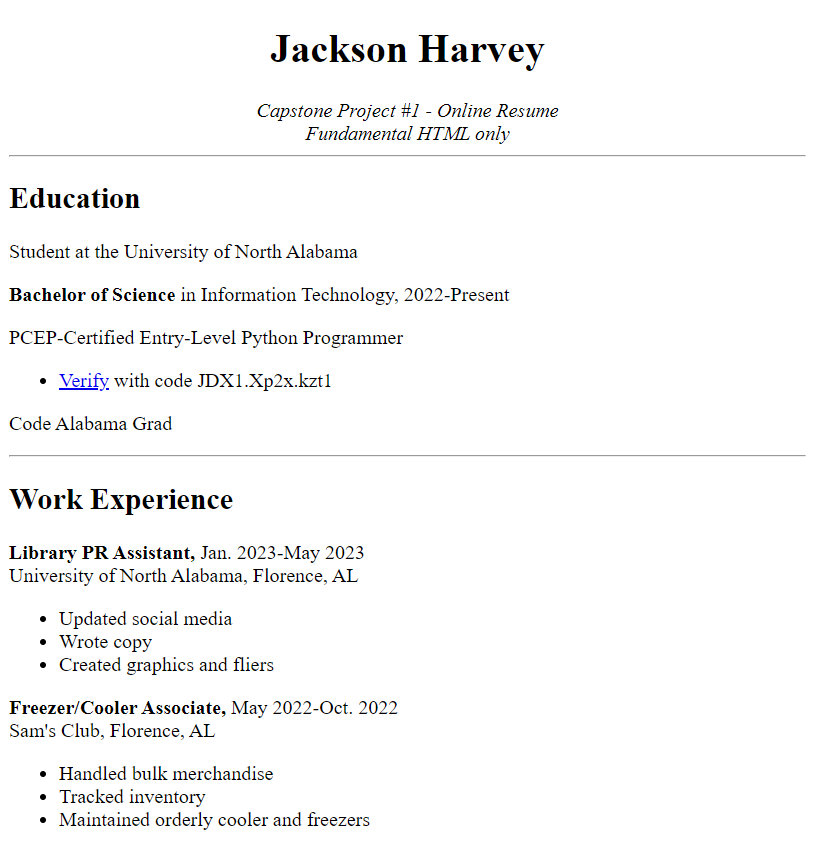 Jackson Harvey
Capstone Project #1 - Online Resume
Fundamental HTML only
Education
Student at the University of North Alabama
Bachelor of Science in Information Technology, 2022-Present
PCEP-Certified Entry-Level Python Programmer
Verify with code JDX1.Xp2x.kzt1
Code Alabama Grad
Work Experience
Library PR Assistant, Jan. 2023-May 2023
University of North Alabama, Florence, AL
Updated social media
Wrote copy
Created graphics and fliers
Freezer/Cooler Associate, May 2022-Oct. 2022
Sam's Club, Florence, AL
Handled bulk merchandise
Tracked inventory
Maintained orderly cooler and freezers